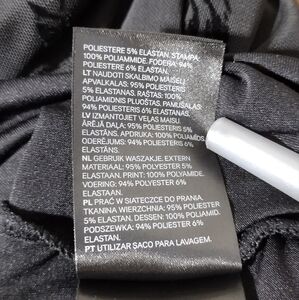 POLIESTERE 5% ELASTAN. STAMPA:
100% POLIAMMIDE. FODERA: 94%
POLIESTERE 6% ELASTAN.
LT NAUDOTI SKALBIMO MAIŠELĮ
APVALKALAS: 95% POLIESTERIS
5% ELASTANAS. RAŠTAS: 100%
POLIAMIDNIS PLUOŠTAS. PAMUŠALAS:
94% POLIESTERIS 6% ELASTANAS.
LV IZMANTOJIET VEĻAS MAISU
ĀRĒJĀ DAĻA: 95% POLIESTERIS 5%
ELASTĀNS. APDRUKA: 100% POLIAMĪDS.
ODERĒJUMS: 94% POLIESTERIS 6%
ELASTĀNS.
NL GEBRUIK WASZAKJE. EXTERN
MATERIAAL: 95% POLYESTER 5%
ELASTAAN. PRINT: 100% POLYAMIDE.
VOERING: 94% POLYESTER 6%
ELASTAAN.
PL PRAĆ W SIATECZCE DO PRANIA.
TKANINA WIERZCHNIA: 95% POLIESTER
5% ELASTAN. DESSEN: 100% POLIAMID.
PODSZEWKA: 94% POLIESTER 6%
ELASTAN.
PT UTILIZAR SACO PARA LAVAGEM.